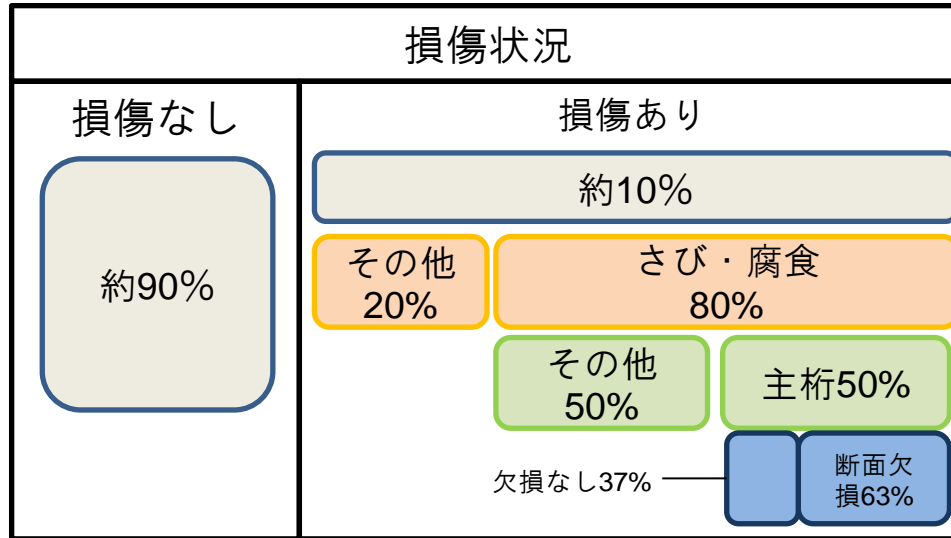 損傷状況
損傷なし
損傷あり
約90％
約10％
その他
20%
さび・腐食
80%
その他
50%
主桁50%
欠損なし37%
断面欠
損63%